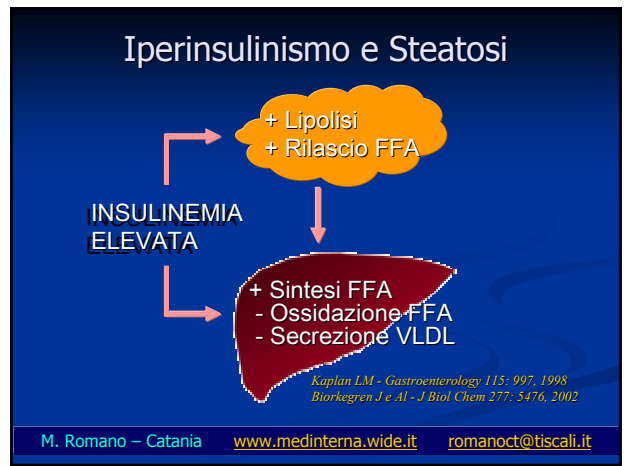 Iperinsulinismo e Steatosi
+ Lipolisi
+ Rilascio FFA
INSULINEMIA
ELEVATA
+ Sintesi FFA
- Ossidazione FFA
- Secrezione VLDL
Kaplan LM - Gastroenterology 115: 997, 1998
Biorkegren J e Al - J Biol Chem 277: 5476, 2002
M. Romano – Catania www.medinterna.wide.it romanoct@tiscali.it